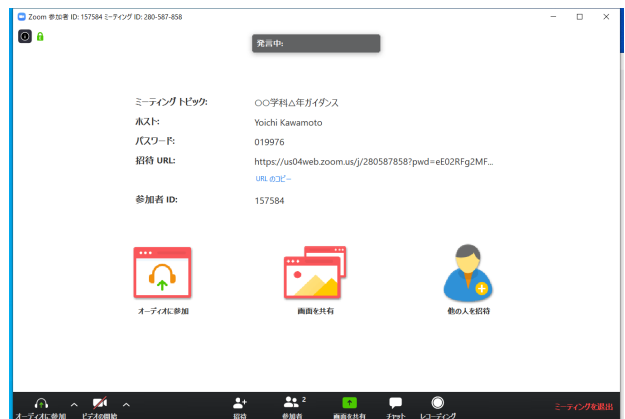 Zoom 参加者 ID: 157584 ミーティング ID: 280-587-858
発言中:
ミーティング トピック: 〇〇学科△年ガイダンス
ホスト: Yoichi Kawamoto
パスワード: 019976
招待 URL: https://us04web.zoom.us/j/280587858?pwd=eE02RFg2MF...
URL のコピー
参加者 ID: 157584
オーディオに参加 画面を共有 他の人を招待
2
オーディオに参加 ビデオの開始 招待 参加者 画面を共有 チャット レコーディング ミーティングを退出